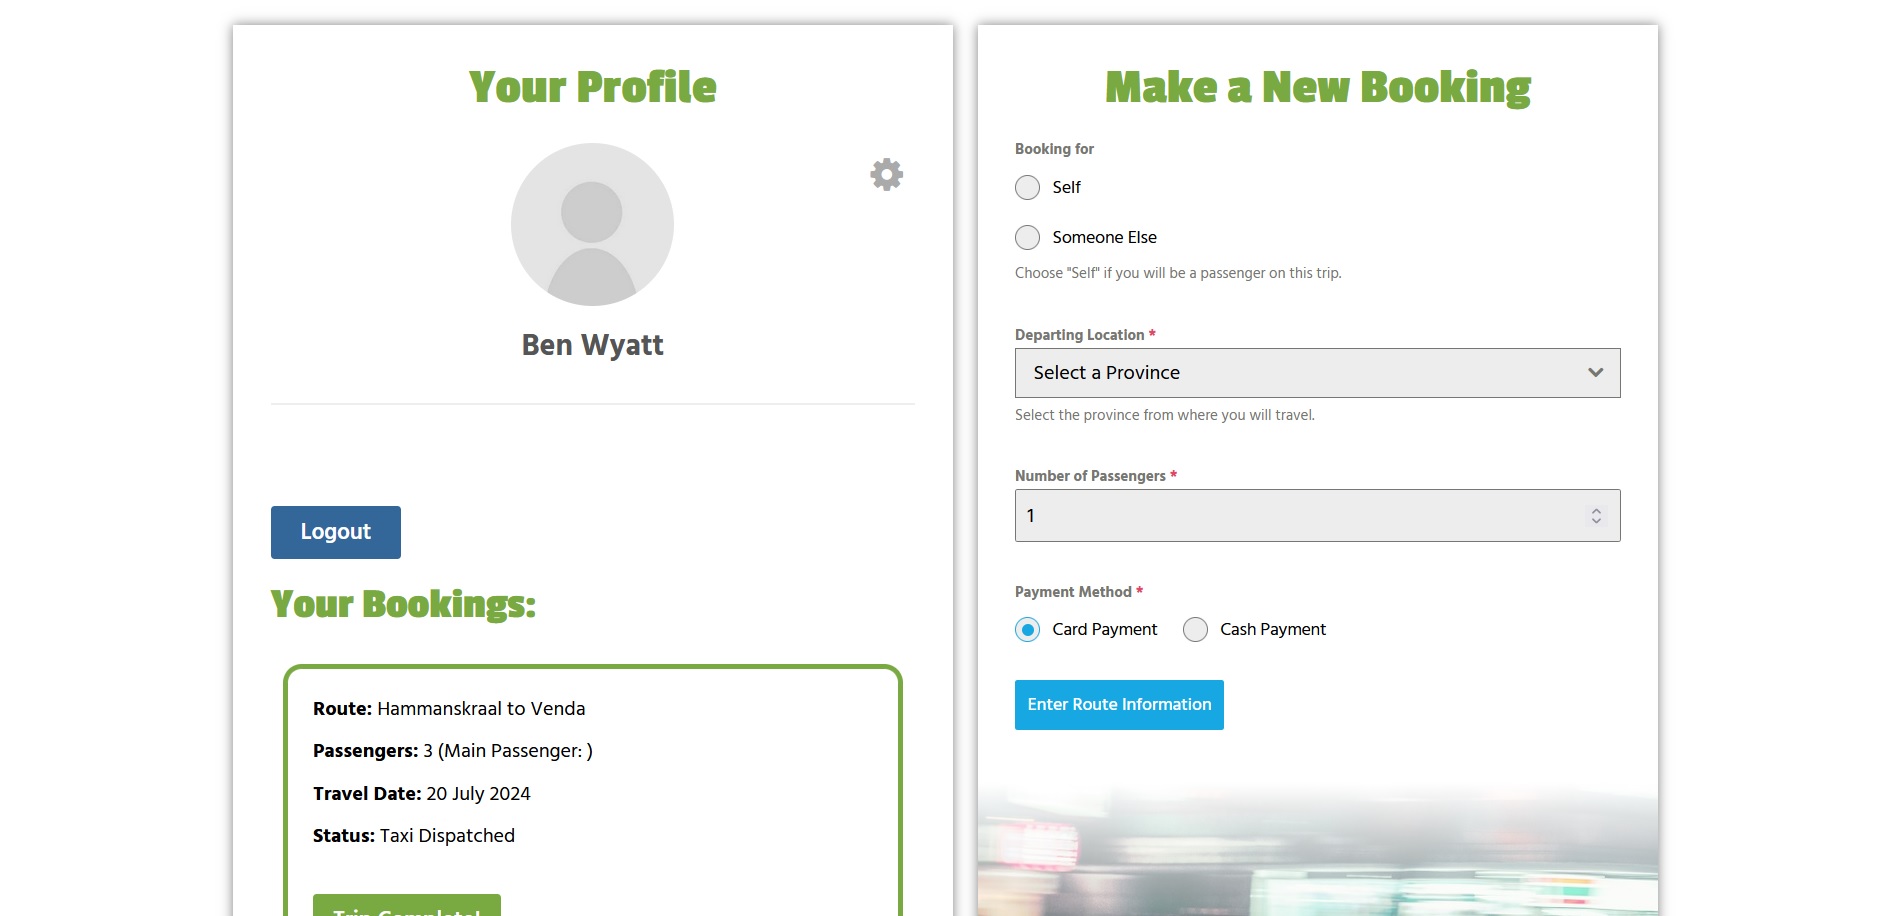 Your Profile
Ben Wyatt
Logout
Your Bookings:
Route: Hammanskraal to Venda
Passengers: 3 (Main Passenger: )
Travel Date: 20 July 2024
Status: Taxi Dispatched
Trip Complete!
Make a New Booking
Booking for
Self
Someone Else
Choose "Self" if you will be a passenger on this trip.
Departing Location *
Select a Province
Select the province from where you will travel.
Number of Passengers *
1
Payment Method *
Card Payment Cash Payment
Enter Route Information